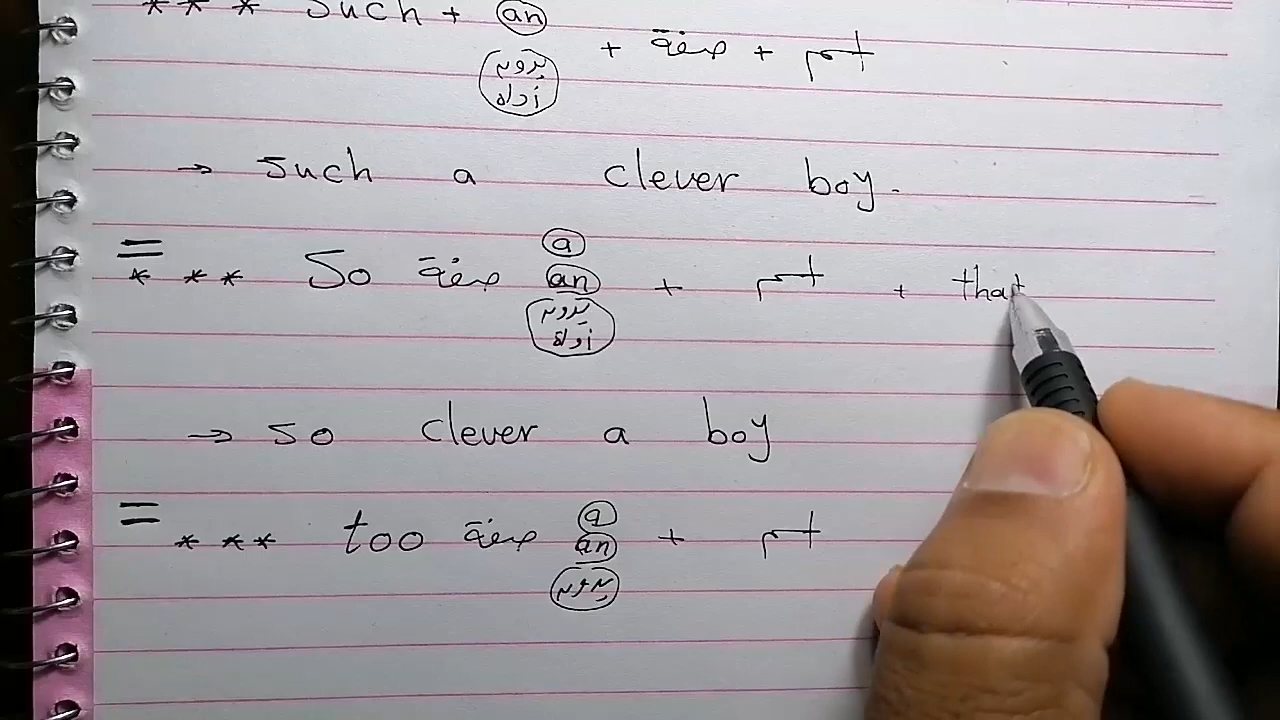 *** such + an + صفة + اسم
بدون
أداة
→ such a clever boy.
= a
*** So صفة an + اسم + that
بدون
أداة
→ so clever a boy
= a
*** too صفة an + اسم
بدون